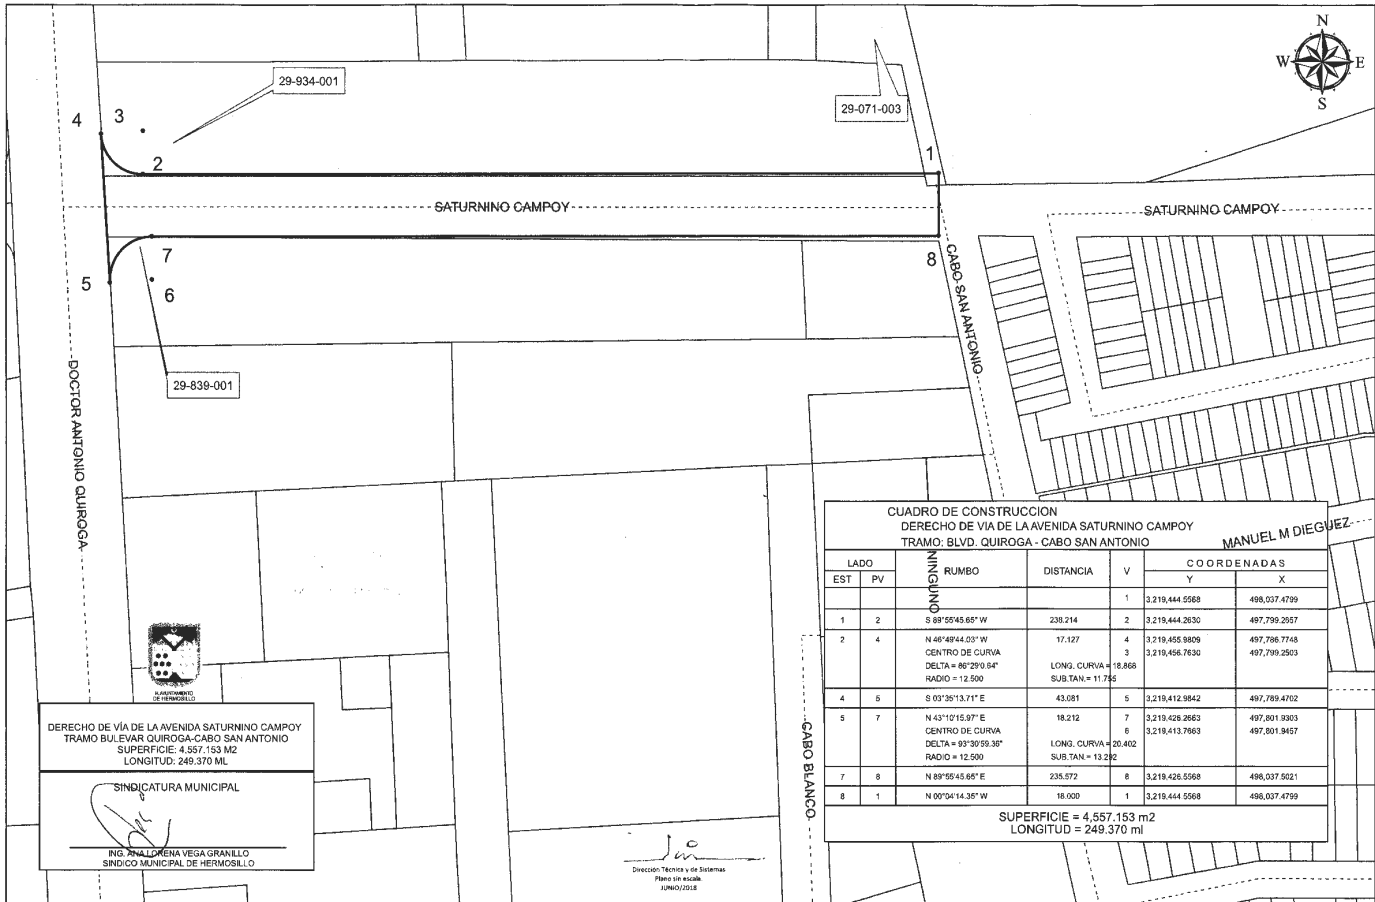 N
W E
S
29-934-001
29-071-003
4
3
2
1
SATURNINO CAMPOY
SATURNINO CAMPOY
7
8
5
6
CABO SAN ANTONIO
DOCTOR ANTONIO QUIROGA
29-839-001
CABO BLANCO
MANUEL M DIEGUEZ
NINGUNO
CUADRO DE CONSTRUCCION
DERECHO DE VIA DE LA AVENIDA SATURNINO CAMPOY
TRAMO: BLVD. QUIROGA - CABO SAN ANTONIO
LADO RUMBO DISTANCIA V COORDENADAS
EST PV Y X
1 3,219,444.5568 498,037.4799
1 2 S 89°55'45.65" W 238.214 2 3,219,444.2630 497,799.2657
2 4 N 46°49'44.03" W 17.127 4 3,219,455.9809 497,786.7748
CENTRO DE CURVA 3 3,219,456.7630 497,799.2503
DELTA = 86°29'0.64" LONG. CURVA = 18.868
RADIO = 12.500 SUB.TAN.= 11.755
4 5 S 03°35'13.71" E 43.081 5 3,219,412.9842 497,789.4702
5 7 N 43°10'15.97" E 18.212 7 3,219,426.2663 497,801.9303
CENTRO DE CURVA 6 3,219,413.7663 497,801.9457
DELTA = 93°30'59.36" LONG. CURVA = 20.402
RADIO = 12.500 SUB.TAN.= 13.292
7 8 N 89°55'45.65" E 235.572 8 3,219,426.5568 498,037.5021
8 1 N 00°04'14.35" W 18.000 1 3,219,444.5568 498,037.4799
SUPERFICIE = 4,557.153 m2
LONGITUD = 249.370 ml
H. AYUNTAMIENTO
DE HERMOSILLO
DERECHO DE VÍA DE LA AVENIDA SATURNINO CAMPOY
TRAMO BULEVAR QUIROGA-CABO SAN ANTONIO
SUPERFICIE: 4,557.153 M2
LONGITUD: 249.370 ML
SINDICATURA MUNICIPAL
ING. ANA LORENA VEGA GRANILLO
SINDICO MUNICIPAL DE HERMOSILLO
Dirección Técnica y de Sistemas
Plano sin escala.
JUNIO/2018